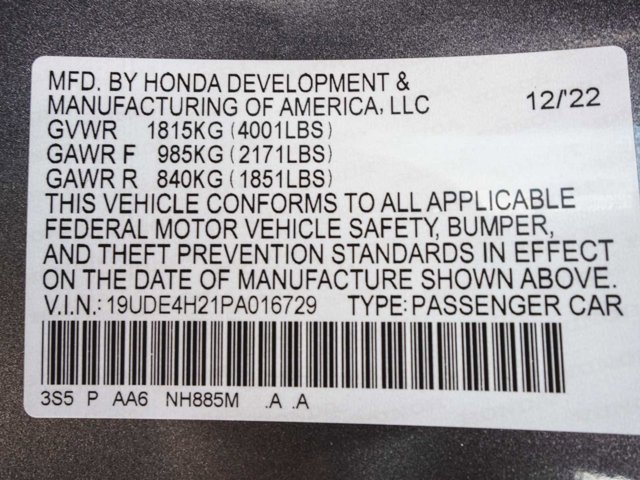 MFD. BY HONDA DEVELOPMENT &
MANUFACTURING OF AMERICA, LLC 12/'22
GVWR 1815KG (4001LBS)
GAWR F 985KG (2171LBS)
GAWR R 840KG (1851LBS)
THIS VEHICLE CONFORMS TO ALL APPLICABLE
FEDERAL MOTOR VEHICLE SAFETY, BUMPER,
AND THEFT PREVENTION STANDARDS IN EFFECT
ON THE DATE OF MANUFACTURE SHOWN ABOVE.
V.I.N.: 19UDE4H21PA016729 TYPE: PASSENGER CAR
3S5 P AA6 NH885M .A .A